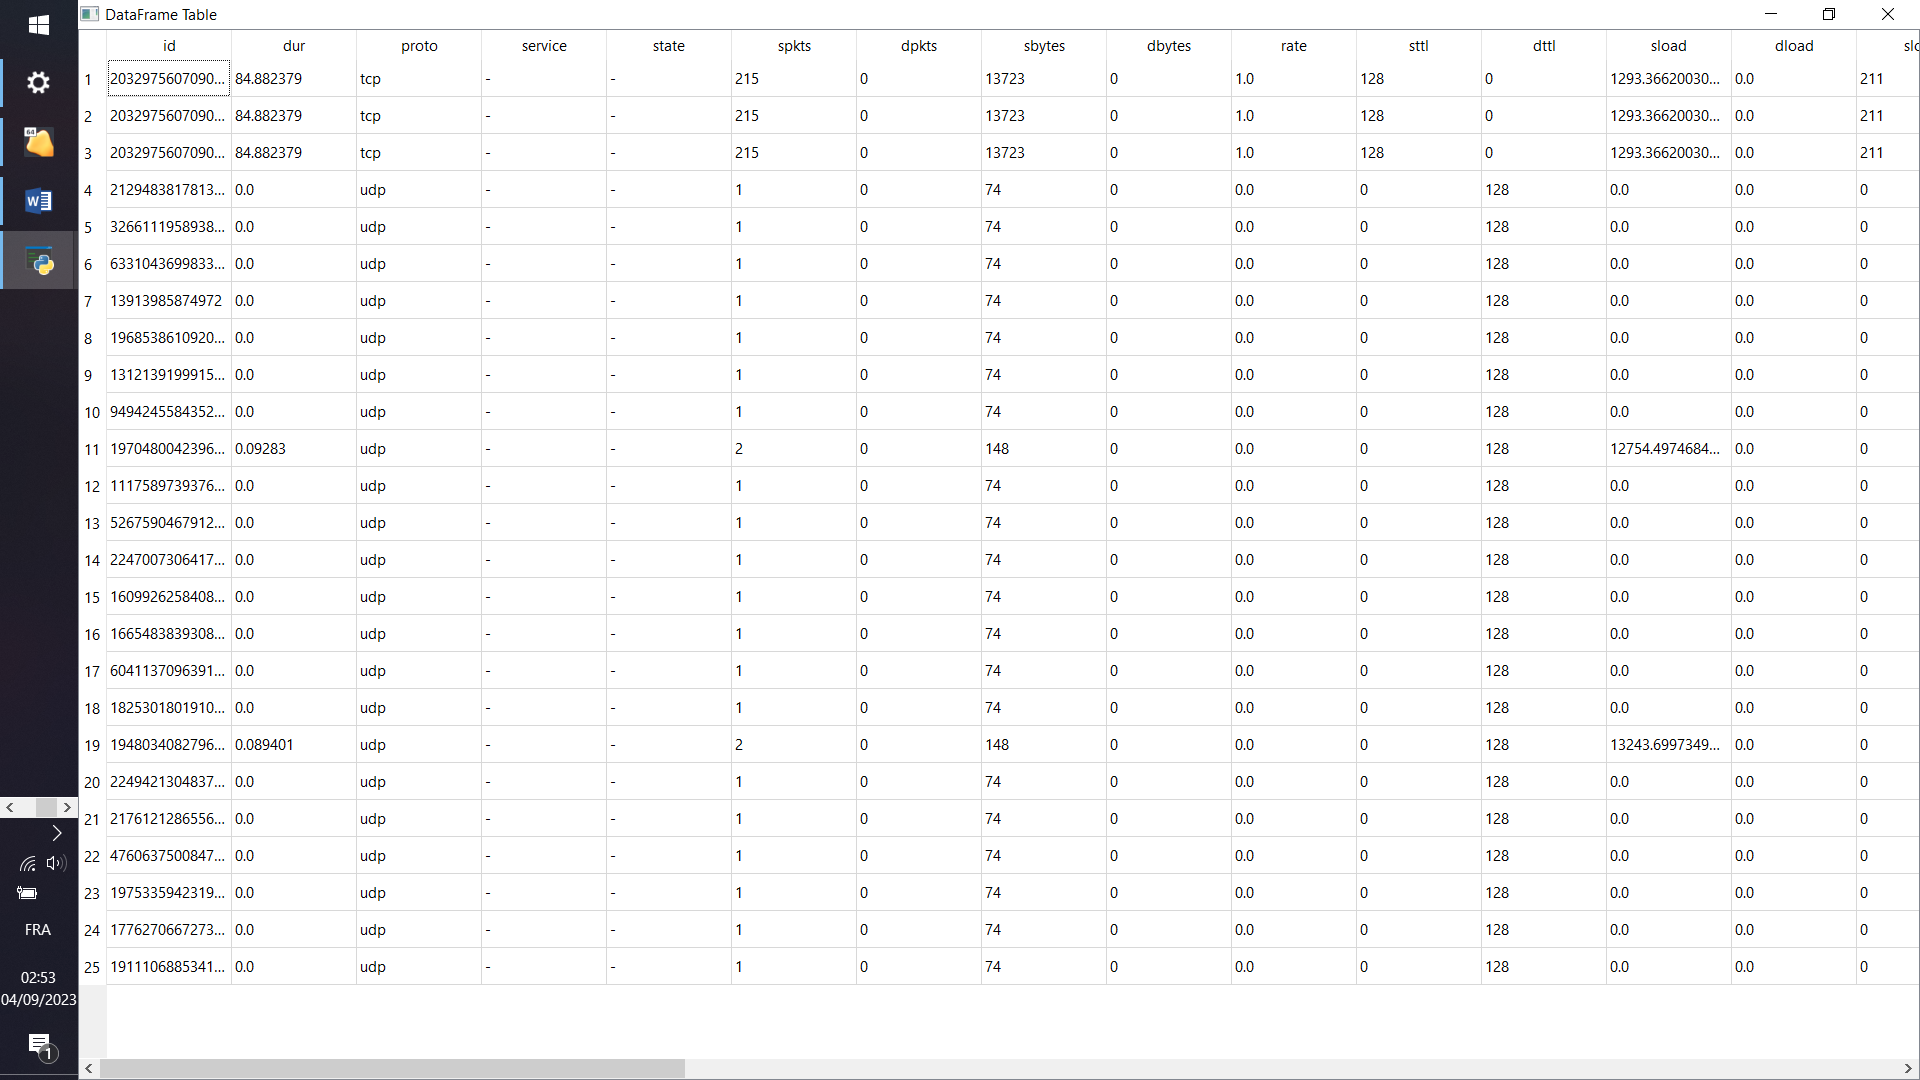 DataFrame Table
id dur proto service state spkts dpkts sbytes dbytes rate sttl dttl sload dload slo
1 2032975607090... 84.882379 tcp - - 215 0 13723 0 1.0 128 0 1293.36620030... 0.0 211
2 2032975607090... 84.882379 tcp - - 215 0 13723 0 1.0 128 0 1293.36620030... 0.0 211
3 2032975607090... 84.882379 tcp - - 215 0 13723 0 1.0 128 0 1293.36620030... 0.0 211
4 2129483817813... 0.0 udp - - 1 0 74 0 0.0 0 128 0.0 0.0 0
5 3266111958938... 0.0 udp - - 1 0 74 0 0.0 0 128 0.0 0.0 0
6 6331043699833... 0.0 udp - - 1 0 74 0 0.0 0 128 0.0 0.0 0
7 13913985874972 0.0 udp - - 1 0 74 0 0.0 0 128 0.0 0.0 0
8 1968538610920... 0.0 udp - - 1 0 74 0 0.0 0 128 0.0 0.0 0
9 1312139199915... 0.0 udp - - 1 0 74 0 0.0 0 128 0.0 0.0 0
10 9494245584352... 0.0 udp - - 1 0 74 0 0.0 0 128 0.0 0.0 0
11 1970480042396... 0.09283 udp - - 2 0 148 0 0.0 0 128 12754.4974684... 0.0 0
12 1117589739376... 0.0 udp - - 1 0 74 0 0.0 0 128 0.0 0.0 0
13 5267590467912... 0.0 udp - - 1 0 74 0 0.0 0 128 0.0 0.0 0
14 2247007306417... 0.0 udp - - 1 0 74 0 0.0 0 128 0.0 0.0 0
15 1609926258408... 0.0 udp - - 1 0 74 0 0.0 0 128 0.0 0.0 0
16 1665483839308... 0.0 udp - - 1 0 74 0 0.0 0 128 0.0 0.0 0
17 6041137096391... 0.0 udp - - 1 0 74 0 0.0 0 128 0.0 0.0 0
18 1825301801910... 0.0 udp - - 1 0 74 0 0.0 0 128 0.0 0.0 0
19 1948034082796... 0.089401 udp - - 2 0 148 0 0.0 0 128 13243.6997349... 0.0 0
20 2249421304837... 0.0 udp - - 1 0 74 0 0.0 0 128 0.0 0.0 0
21 2176121286556... 0.0 udp - - 1 0 74 0 0.0 0 128 0.0 0.0 0
22 4760637500847... 0.0 udp - - 1 0 74 0 0.0 0 128 0.0 0.0 0
23 1975335942319... 0.0 udp - - 1 0 74 0 0.0 0 128 0.0 0.0 0
24 1776270667273... 0.0 udp - - 1 0 74 0 0.0 0 128 0.0 0.0 0
25 1911106885341... 0.0 udp - - 1 0 74 0 0.0 0 128 0.0 0.0 0
64
W
FRA
02:53
04/09/2023
1